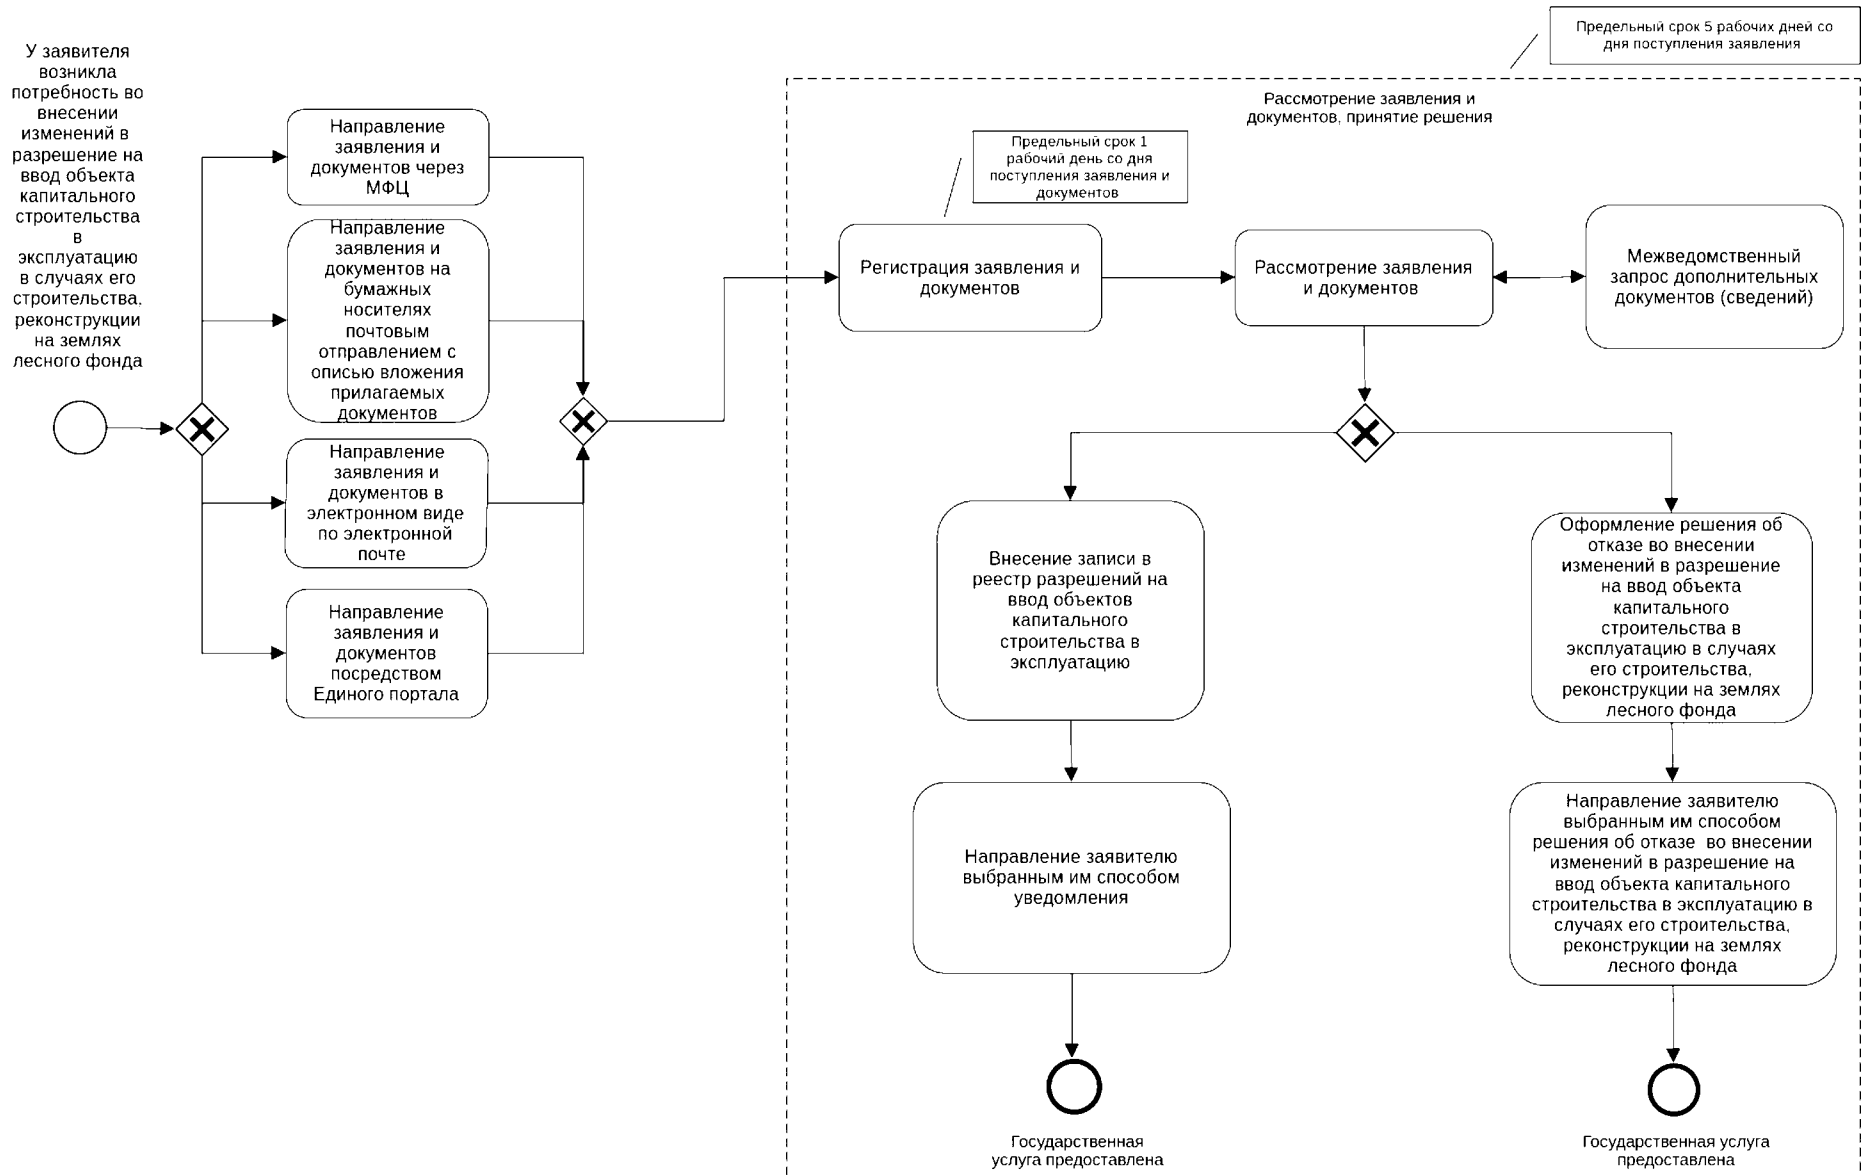 Предельный срок 5 рабочих дней со
дня поступления заявления
У заявителя
возникла
потребность во
внесении
изменений в
разрешение на
ввод объекта
капитального
строительства
в
эксплуатацию
в случаях его
строительства,
реконструкции
на землях
лесного фонда
Направление
заявления и
документов через
МФЦ
Направление
заявления и
документов на
бумажных
носителях
почтовым
отправлением с
описью вложения
прилагаемых
документов
Направление
заявления и
документов в
электронном виде
по электронной
почте
Направление
заявления и
документов
посредством
Единого портала
Рассмотрение заявления и
документов, принятие решения
Предельный срок 1
рабочий день со дня
поступления заявления и
документов
Регистрация заявления и
документов
Рассмотрение заявления
и документов
Межведомственный
запрос дополнительных
документов (сведений)
Внесение записи в
реестр разрешений на
ввод объектов
капитального
строительства в
эксплуатацию
Оформление решения об
отказе во внесении
изменений в разрешение
на ввод объекта
капитального
строительства в
эксплуатацию в случаях
его строительства,
реконструкции на землях
лесного фонда
Направление заявителю
выбранным им способом
уведомления
Направление заявителю
выбранным им способом
решения об отказе во внесении
изменений в разрешение на
ввод объекта капитального
строительства в эксплуатацию в
случаях его строительства,
реконструкции на землях
лесного фонда
Государственная
услуга предоставлена
Государственная услуга
предоставлена